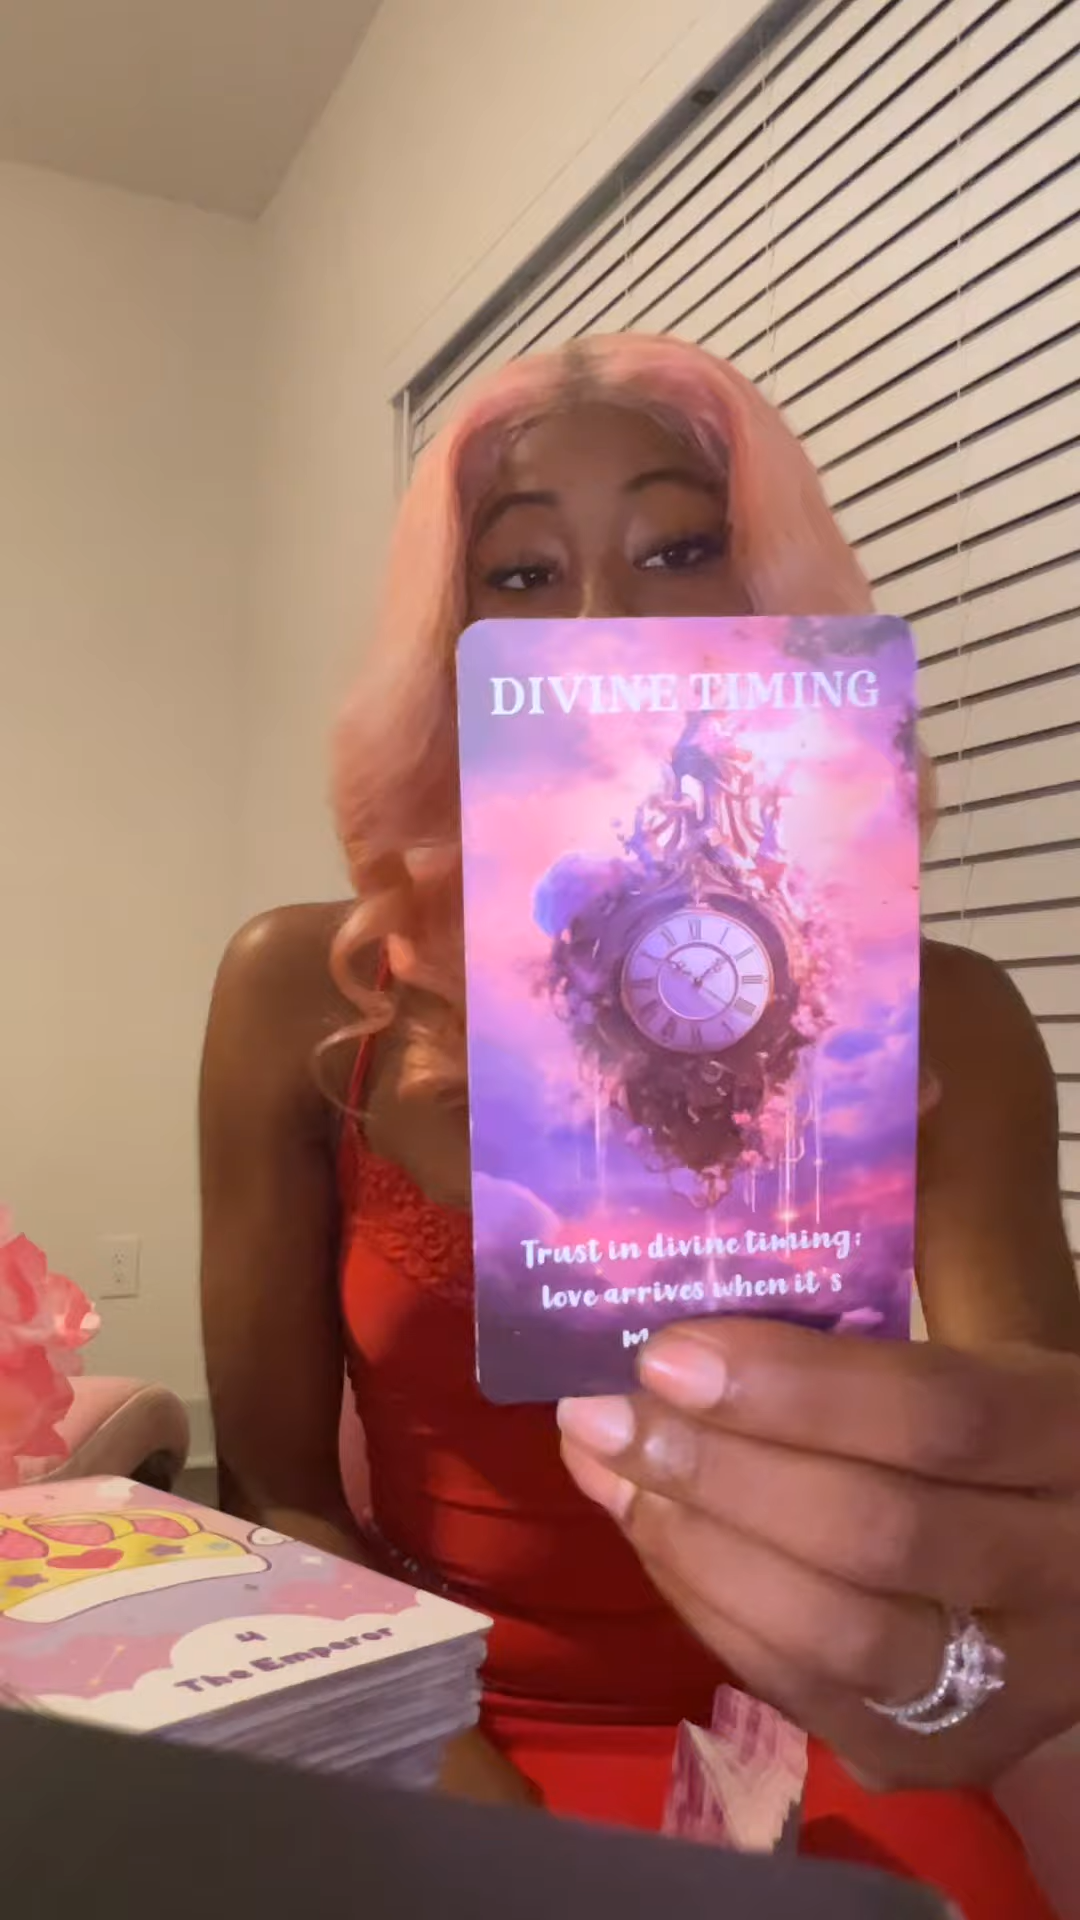 DIVINE TIMING
Trust in divine timing;
love arrives when it's
4
The Emperor